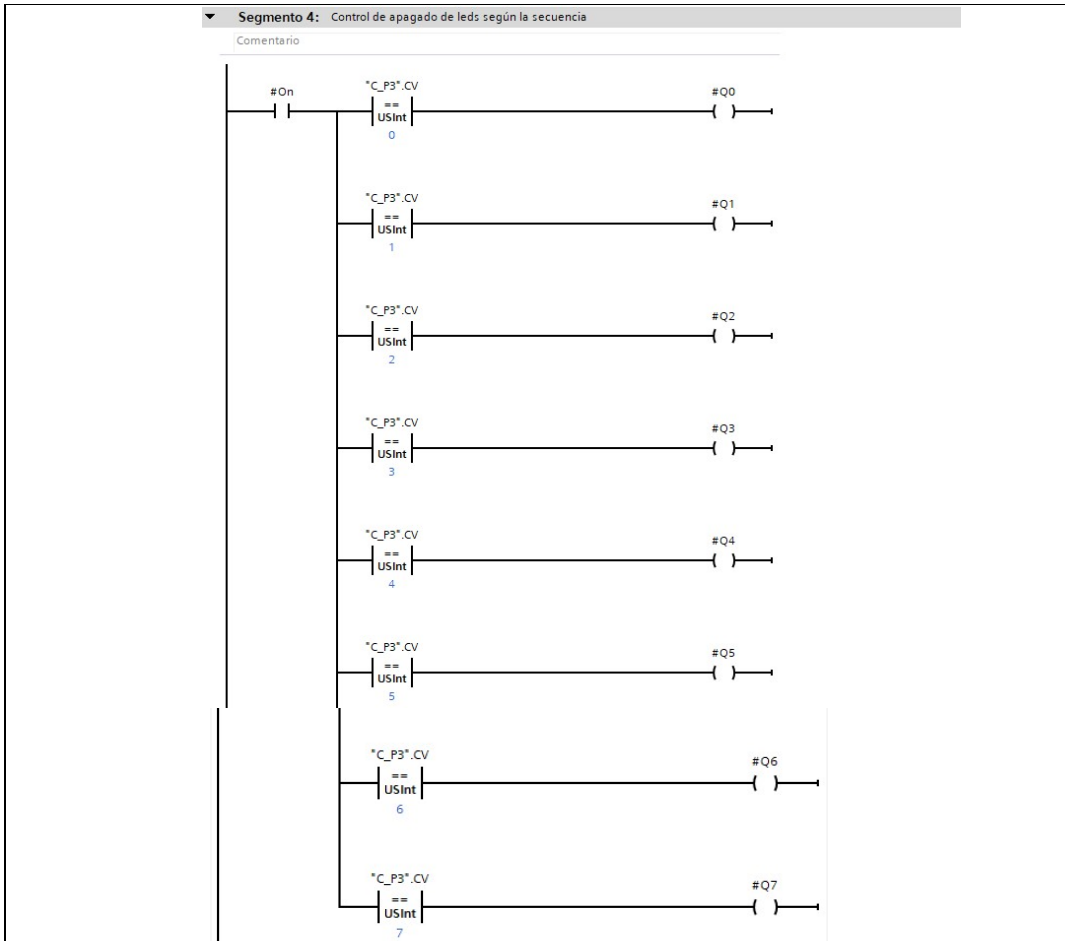 Segmento 4: Control de apagado de leds según la secuencia
Comentario
#On
"C_P3".CV
==
USInt
0
#Q0
"C_P3".CV
==
USInt
1
#Q1
"C_P3".CV
==
USInt
2
#Q2
"C_P3".CV
==
USInt
3
#Q3
"C_P3".CV
==
USInt
4
#Q4
"C_P3".CV
==
USInt
5
#Q5
"C_P3".CV
==
USInt
6
#Q6
"C_P3".CV
==
USInt
7
#Q7